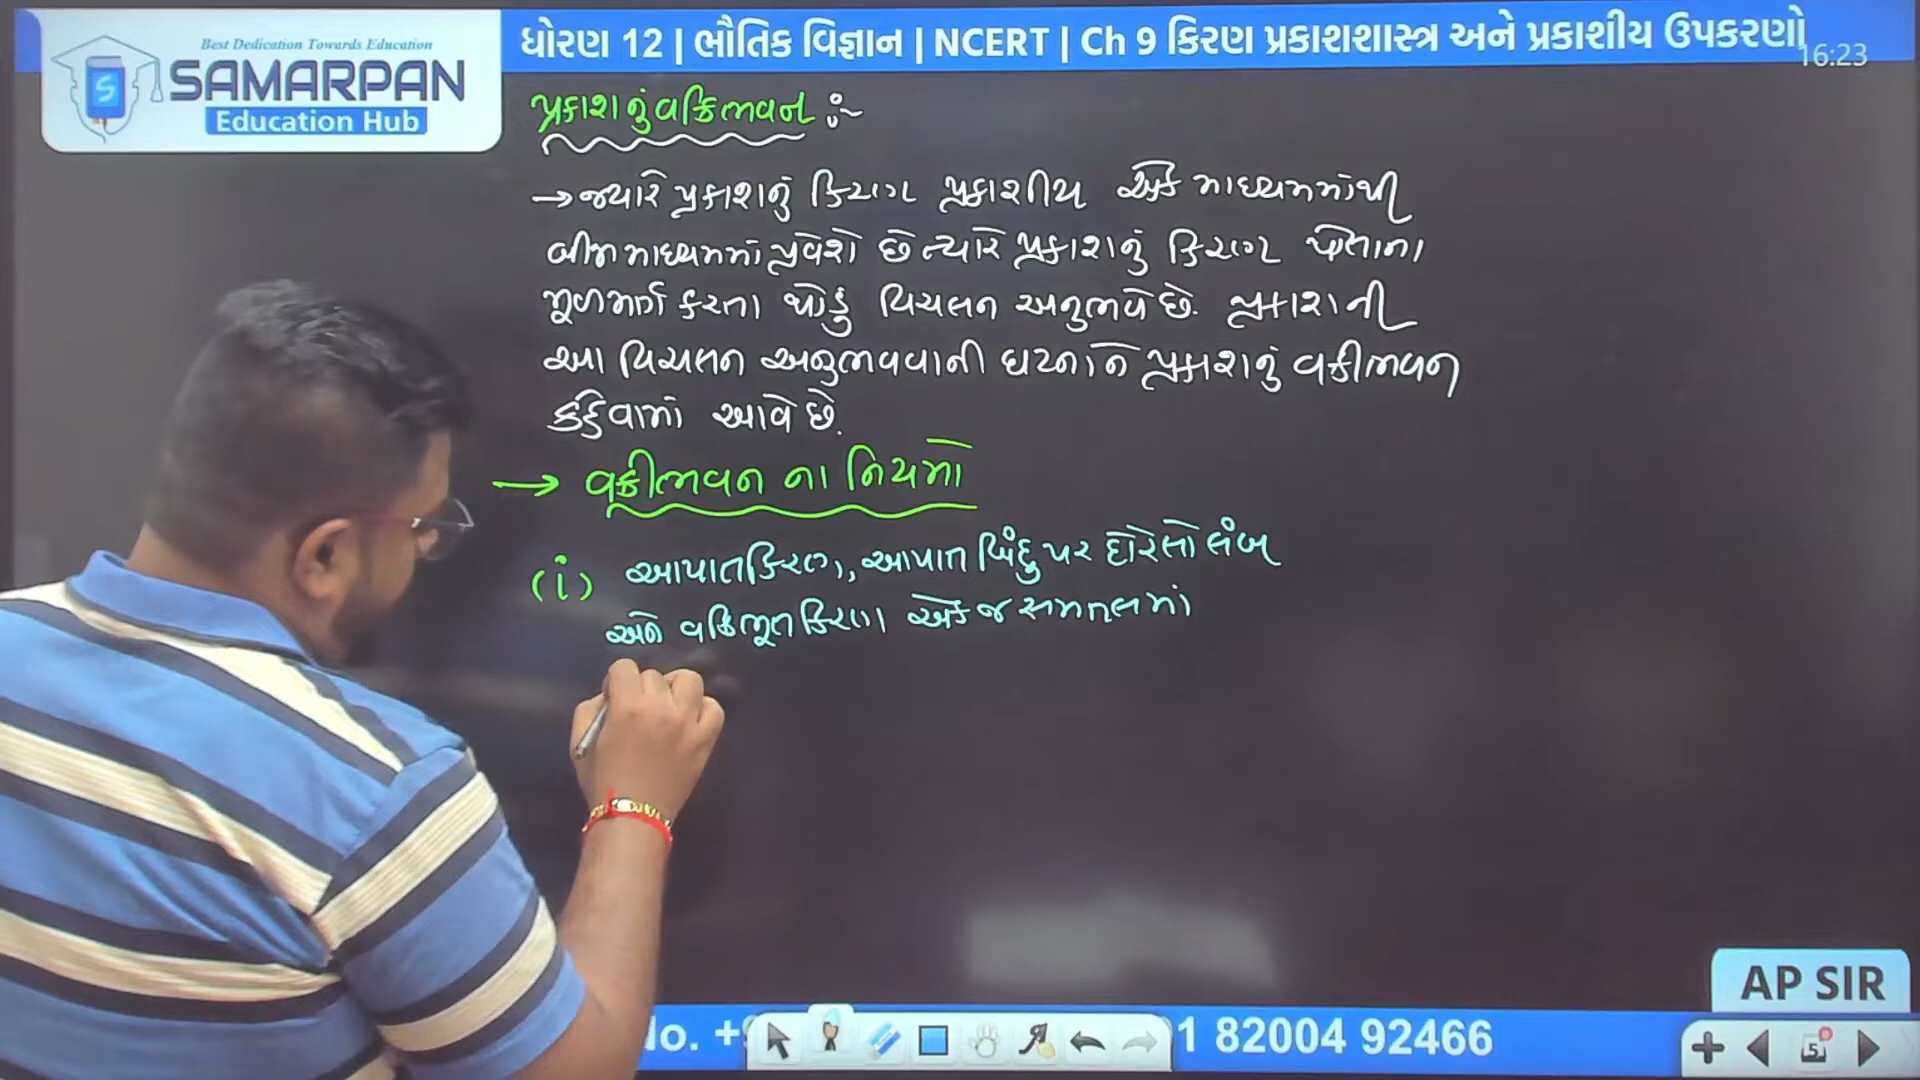 Best Dedication Towards Education
SAMARPAN
Education Hub
ધોરણ 12 | ભૌતિક વિજ્ઞાન | NCERT | Ch 9 કિરણ પ્રકાશશાસ્ત્ર અને પ્રકાશીય ઉપકરણો
16:23
પ્રકાશનું વક્રિભવન :-
→ જ્યારે પ્રકાશનું કિરણ પ્રકાશીય એક માધ્યમમાંથી
બીજા માધ્યમમાં પ્રવેશે છે ત્યારે પ્રકાશનું કિરણ પોતાના
મૂળમાર્ગ કરતા થોડું વિચલન અનુભવે છે. પ્રકાશની
આ વિચલન અનુભવવાની ઘટનાને પ્રકાશનું વક્રીભવન
કહેવામાં આવે છે.
→ વક્રીભવન ના નિયમો
(i) આપાતકિરણ, આપાત બિંદુ પર દોરેલો લંબ
અને વક્રિભૂતકિરણ એક જ સમતલમાં
AP SIR
No. +9
1 82004 92466
5